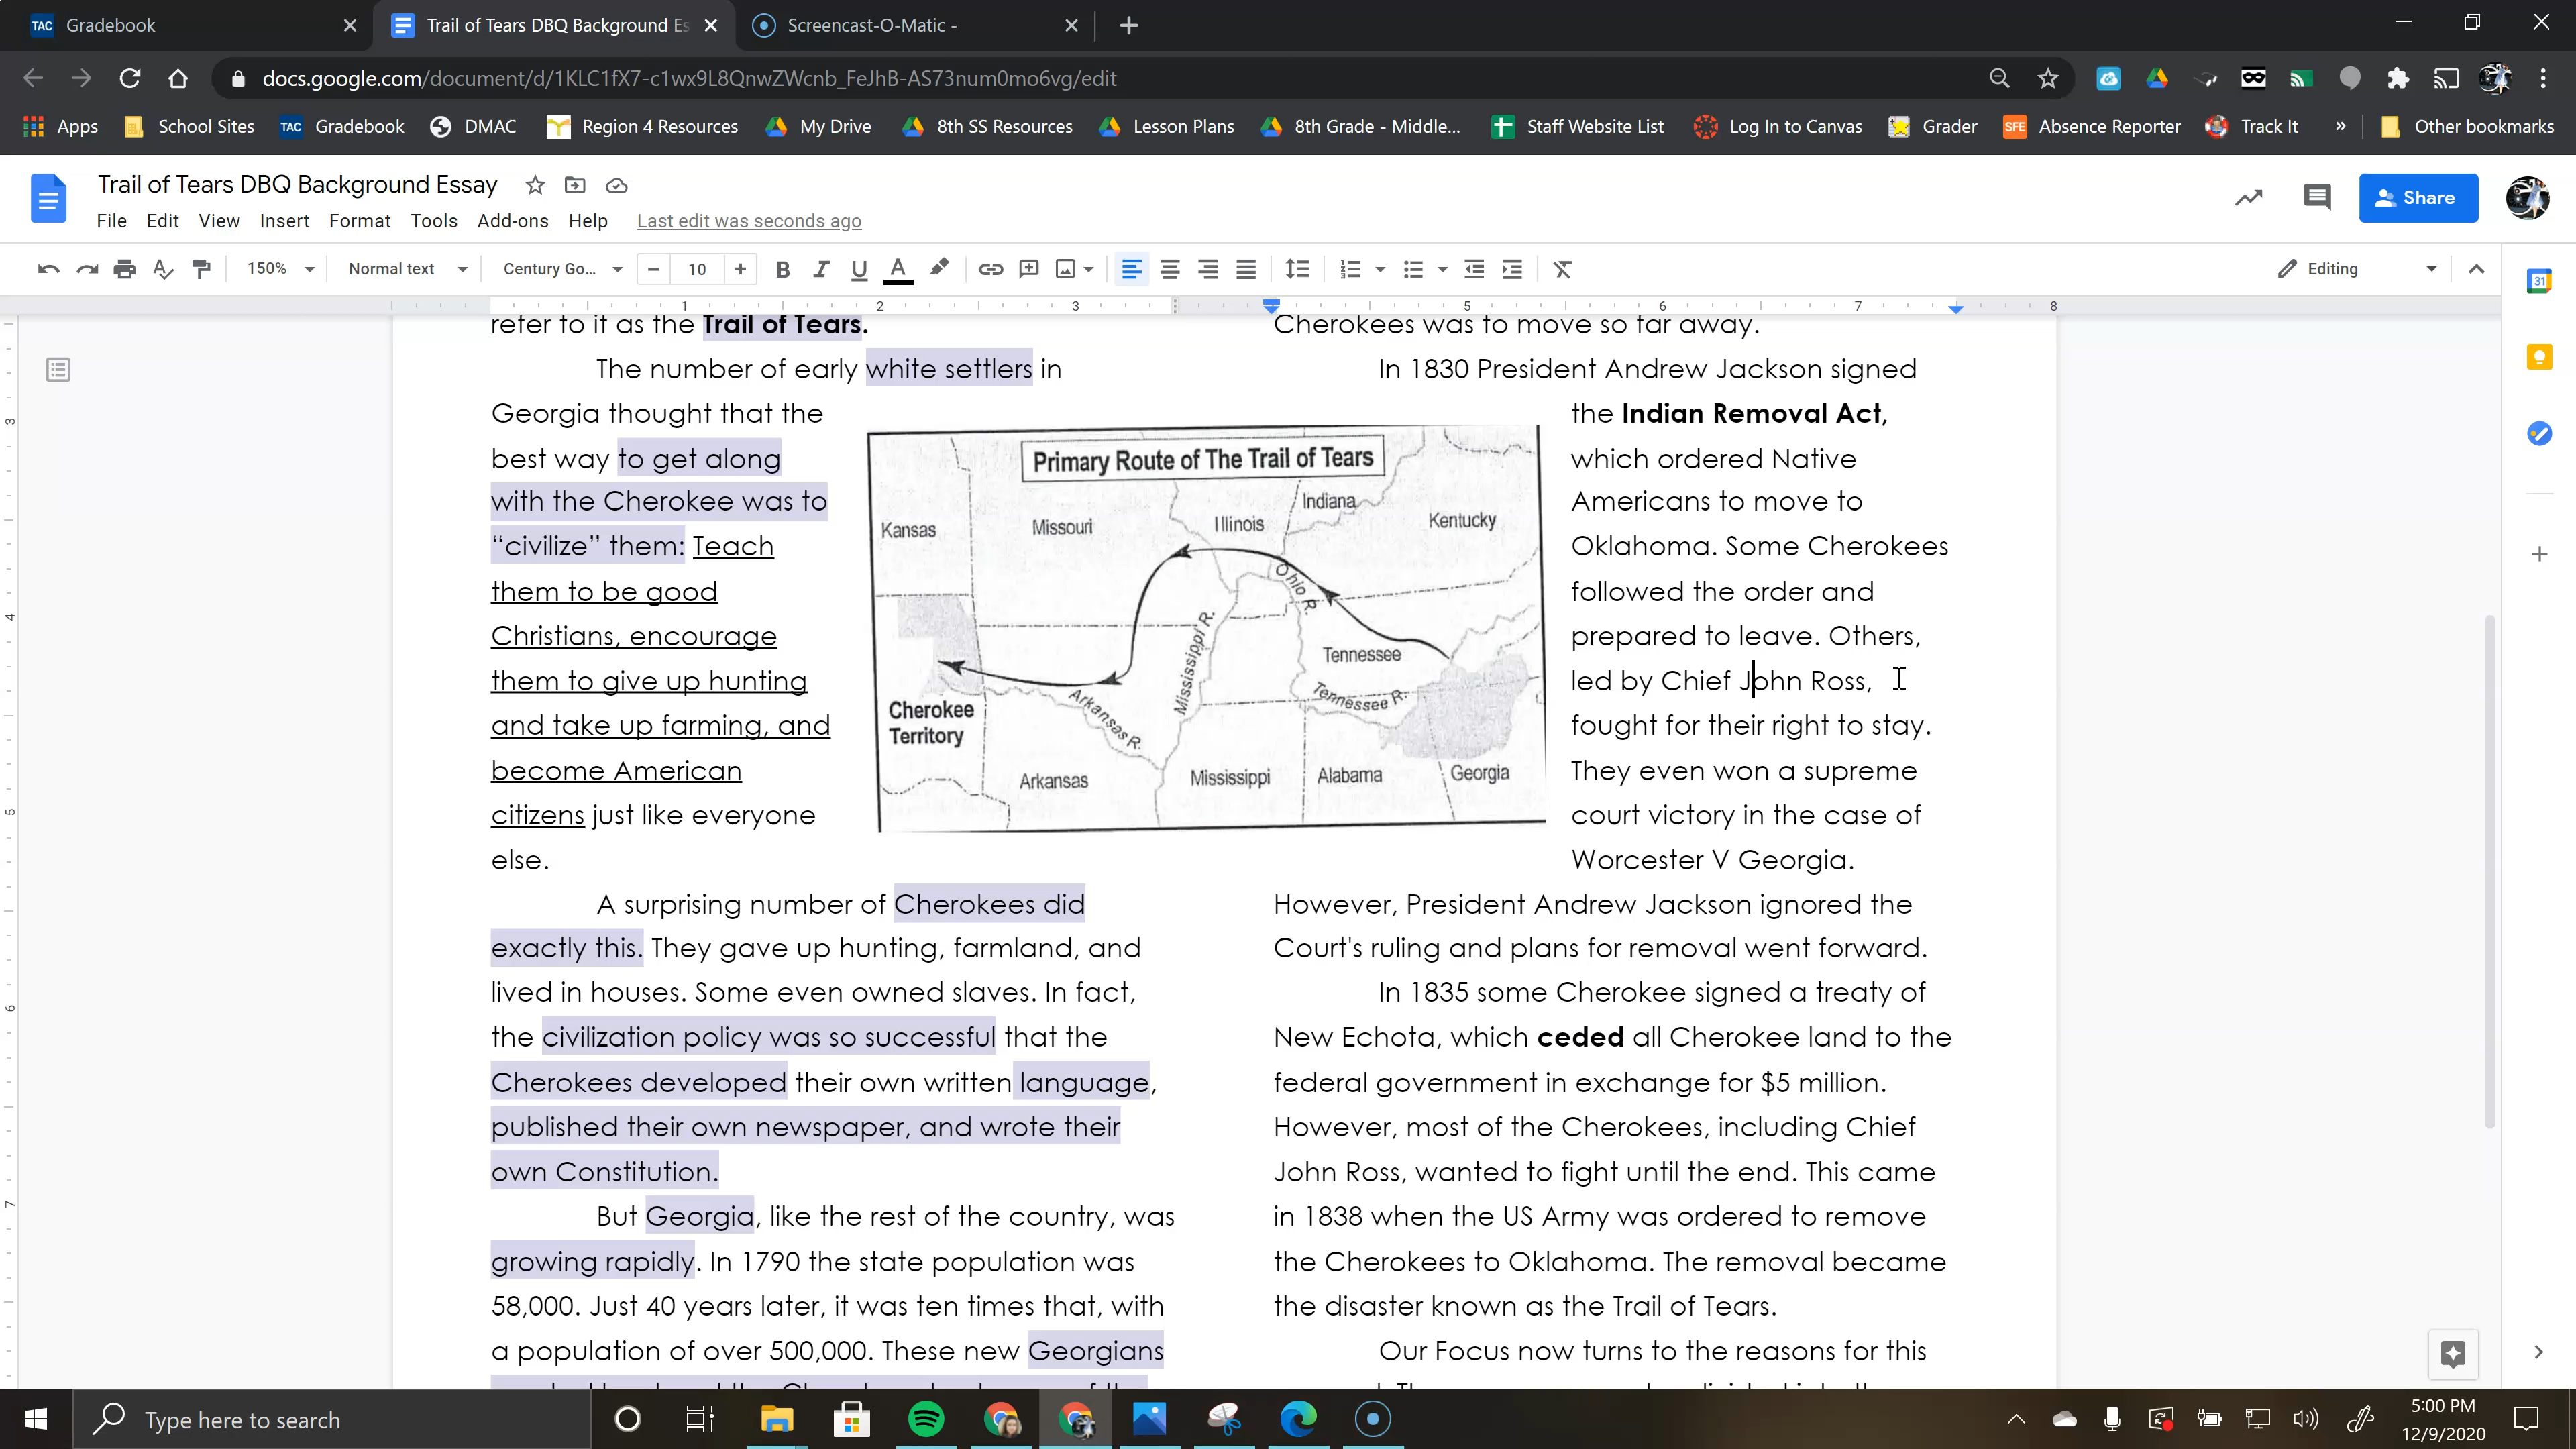 TAC Gradebook
Trail of Tears DBQ Background Es
Screencast-O-Matic -
docs.google.com/document/d/1KLC1fX7-c1wx9L8QnwZWcnb_FeJhB-AS73num0mo6vg/edit
Apps
School Sites
TAC Gradebook
DMAC
Region 4 Resources
My Drive
8th SS Resources
Lesson Plans
8th Grade - Middle...
Staff Website List
Log In to Canvas
Grader
SFE Absence Reporter
Track It
»
Other bookmarks
Trail of Tears DBQ Background Essay
File Edit View Insert Format Tools Add-ons Help Last edit was seconds ago
Share
150% Normal text Century Go... − 10 + B I U A
Editing
31
1 2 3 5 6 7 8
3
4
5
6
7
refer to it as the Trail of Tears.
The number of early white settlers in
Georgia thought that the
best way to get along
with the Cherokee was to
“civilize” them: Teach
them to be good
Christians, encourage
them to give up hunting
and take up farming, and
become American
citizens just like everyone
else.
A surprising number of Cherokees did
exactly this. They gave up hunting, farmland, and
lived in houses. Some even owned slaves. In fact,
the civilization policy was so successful that the
Cherokees developed their own written language,
published their own newspaper, and wrote their
own Constitution.
But Georgia, like the rest of the country, was
growing rapidly. In 1790 the state population was
58,000. Just 40 years later, it was ten times that, with
a population of over 500,000. These new Georgians
Primary Route of The Trail of Tears
Kansas
Missouri
Illinois
Indiana
Kentucky
Ohio R.
Mississippi R.
Tennessee
Tennessee R.
Arkansas R.
Cherokee
Territory
Arkansas
Mississippi
Alabama
Georgia
Cherokees was to move so far away.
In 1830 President Andrew Jackson signed
the Indian Removal Act,
which ordered Native
Americans to move to
Oklahoma. Some Cherokees
followed the order and
prepared to leave. Others,
led by Chief John Ross,
fought for their right to stay.
They even won a supreme
court victory in the case of
Worcester V Georgia.
However, President Andrew Jackson ignored the
Court's ruling and plans for removal went forward.
In 1835 some Cherokee signed a treaty of
New Echota, which ceded all Cherokee land to the
federal government in exchange for $5 million.
However, most of the Cherokees, including Chief
John Ross, wanted to fight until the end. This came
in 1838 when the US Army was ordered to remove
the Cherokees to Oklahoma. The removal became
the disaster known as the Trail of Tears.
Our Focus now turns to the reasons for this
Type here to search
5:00 PM
12/9/2020